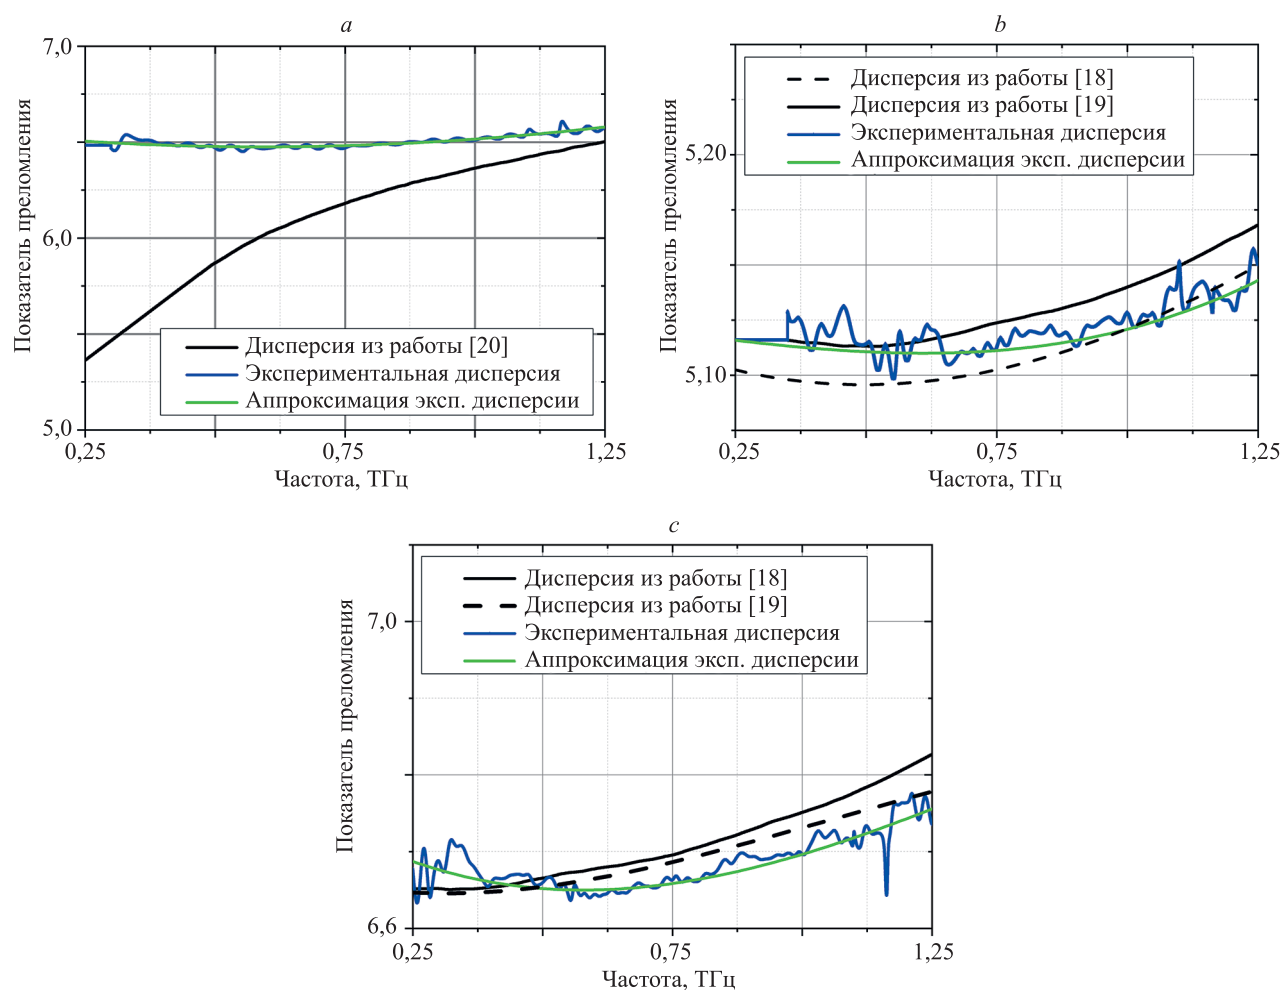 a
7,0
6,0
5,0
Показатель преломления
Дисперсия из работы [20]
Экспериментальная дисперсия
Аппроксимация эксп. дисперсии
0,25 0,75 1,25
Частота, ТГц
b
Дисперсия из работы [18]
Дисперсия из работы [19]
Экспериментальная дисперсия
Аппроксимация эксп. дисперсии
5,20
5,10
Показатель преломления
0,25 0,75 1,25
Частота, ТГц
c
Дисперсия из работы [18]
Дисперсия из работы [19]
Экспериментальная дисперсия
Аппроксимация эксп. дисперсии
7,0
6,6
Показатель преломления
0,25 0,75 1,25
Частота, ТГц